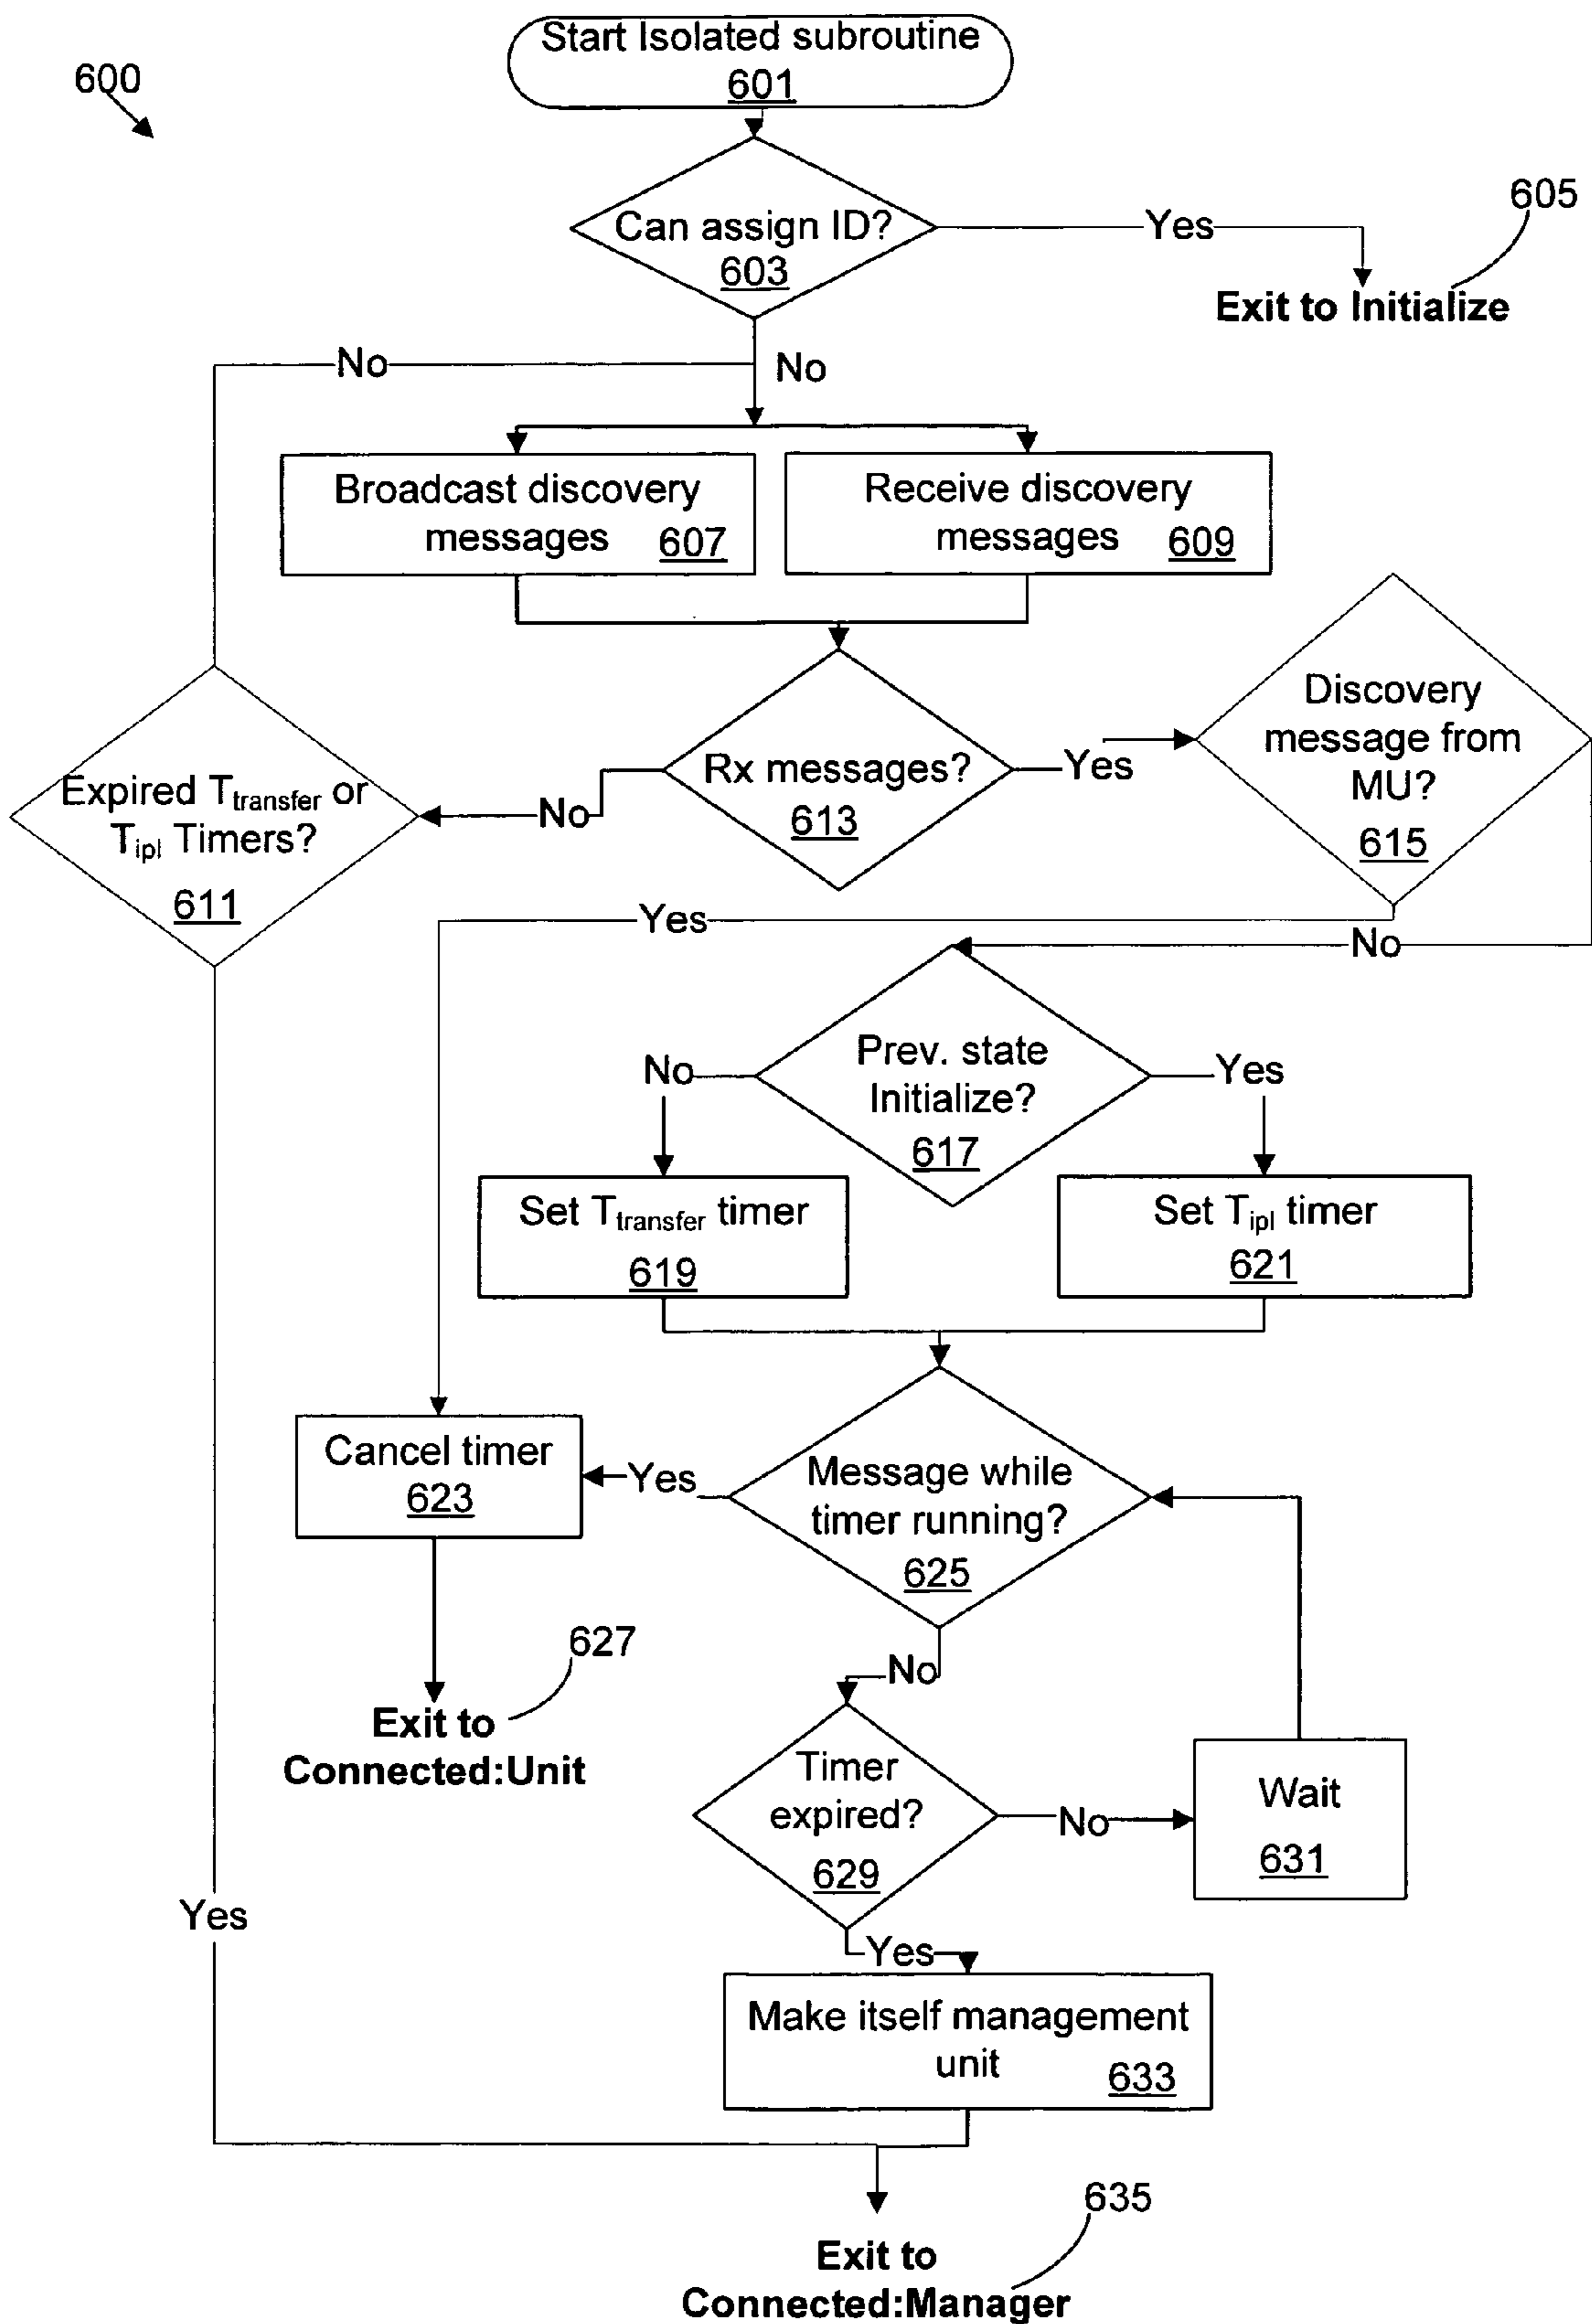 600
Start Isolated subroutine
601
Can assign ID?
603
Yes
605
Exit to Initialize
No
No
Broadcast discovery
messages 607
Receive discovery
messages 609
Expired Ttransfer or
Tipl Timers?
611
No
Rx messages?
613
Yes
Discovery
message from
MU?
615
Yes
No
Prev. state
Initialize?
617
No
Yes
Set Ttransfer timer
619
Set Tipl timer
621
Cancel timer
623
Yes
Message while
timer running?
625
627
Exit to
Connected:Unit
No
Timer
expired?
629
No
Wait
631
Yes
Yes
Make itself management
unit 633
635
Exit to
Connected:Manager